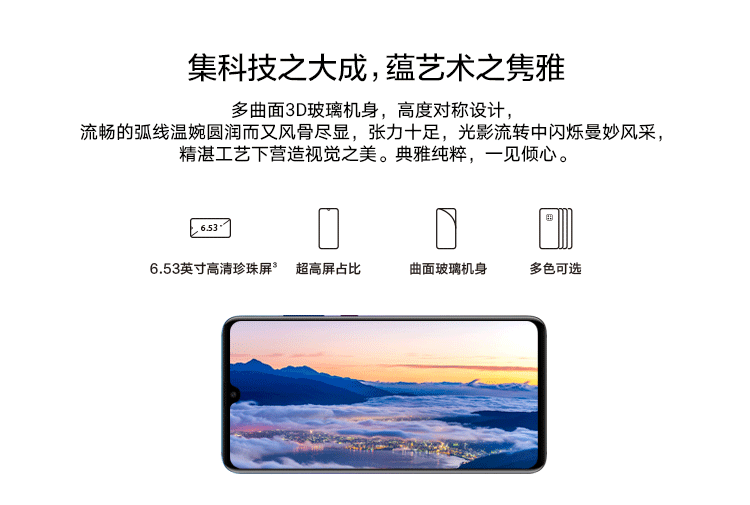 集科技之大成，蕴艺术之隽雅
多曲面3D玻璃机身，高度对称设计，
流畅的弧线温婉圆润而又风骨尽显，张力十足，光影流转中闪烁曼妙风采，
精湛工艺下营造视觉之美。典雅纯粹，一见倾心。
6.53"
6.53英寸高清珍珠屏³ 超高屏占比 曲面玻璃机身 多色可选